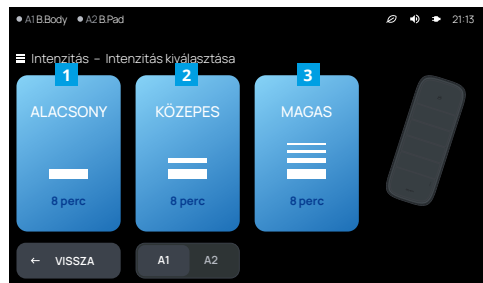 A1 B.Body A2 B.Pad 21:13
Intenzitás – Intenzitás kiválasztása
1 2 3
ALACSONY KÖZEPES MAGAS
8 perc 8 perc 8 perc
← VISSZA A1 A2